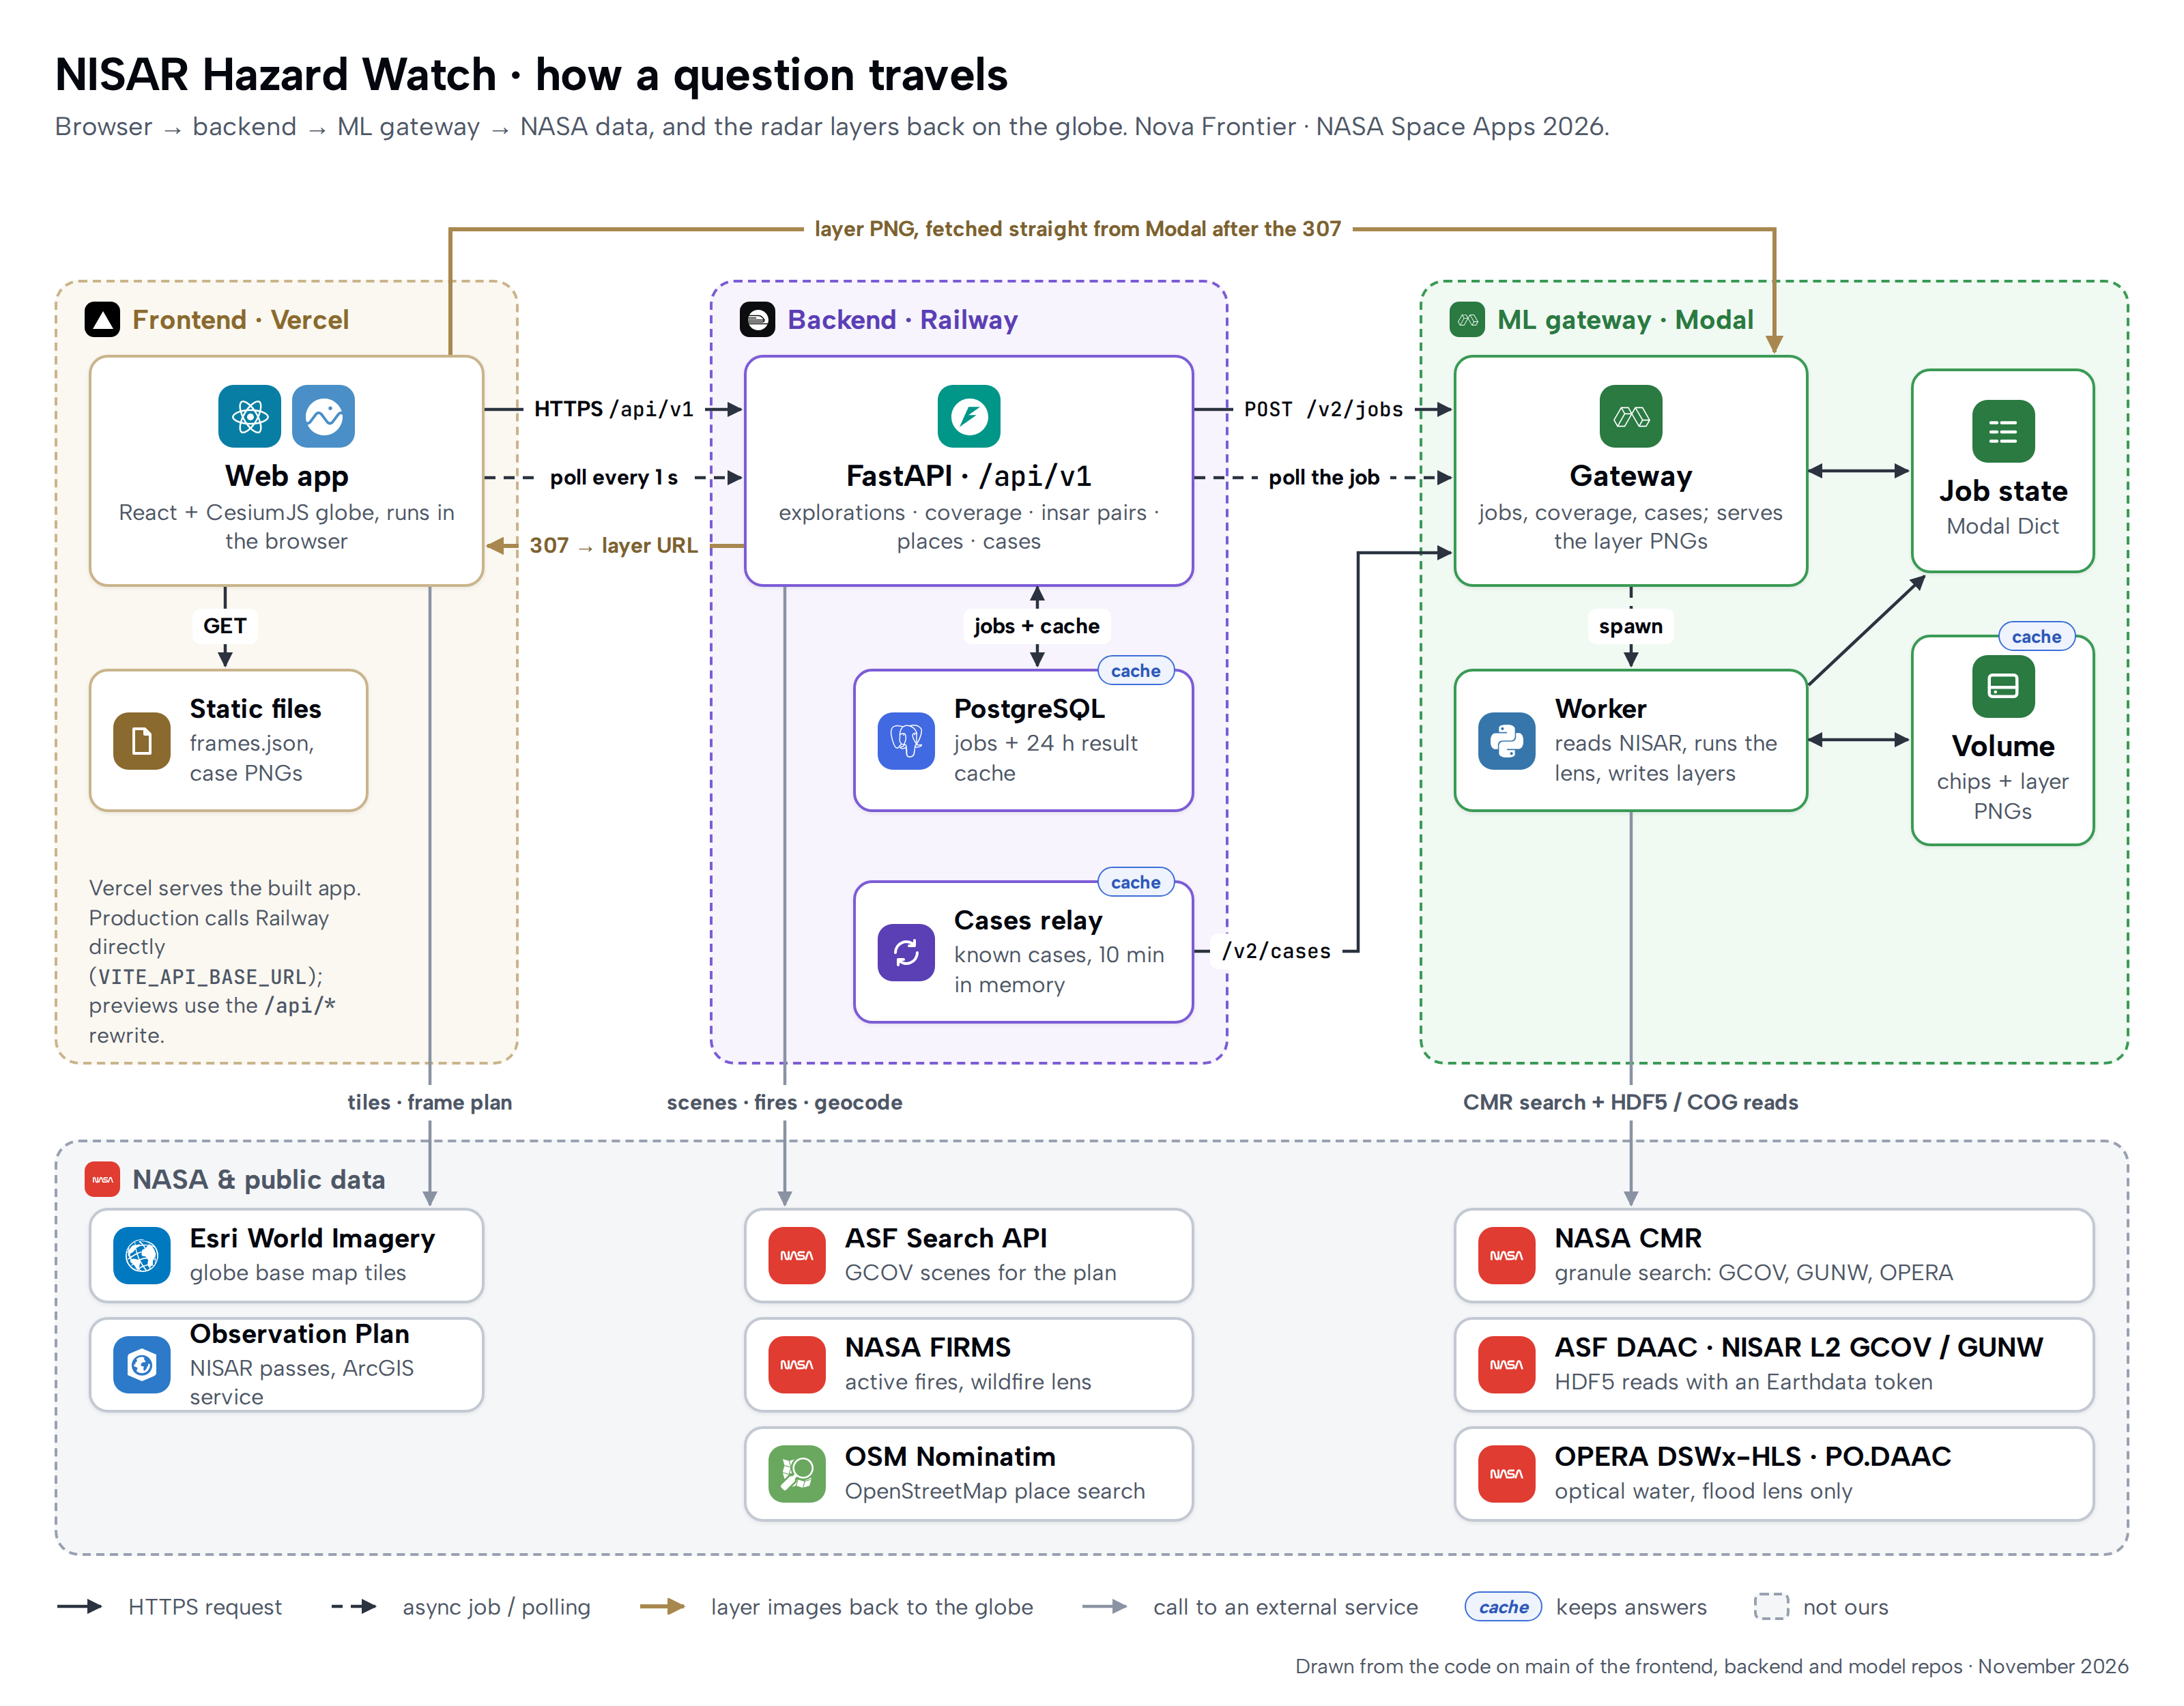 NISAR Hazard Watch · how a question travels
Browser → backend → ML gateway → NASA data, and the radar layers back on the globe. Nova Frontier · NASA Space Apps 2026.
layer PNG, fetched straight from Modal after the 307
Frontend · Vercel
Web app
React + CesiumJS globe, runs in
the browser
GET
Static files
frames.json,
case PNGs
Vercel serves the built app.
Production calls Railway
directly
(VITE_API_BASE_URL);
previews use the /api/*
rewrite.
HTTPS /api/v1
poll every 1 s
307 → layer URL
Backend · Railway
FastAPI · /api/v1
explorations · coverage · insar pairs ·
places · cases
jobs + cache
cache
PostgreSQL
jobs + 24 h result
cache
cache
Cases relay
known cases, 10 min
in memory
POST /v2/jobs
poll the job
/v2/cases
ML gateway · Modal
Gateway
jobs, coverage, cases; serves
the layer PNGs
Job state
Modal Dict
spawn
Worker
reads NISAR, runs the
lens, writes layers
cache
Volume
chips + layer
PNGs
tiles · frame plan
scenes · fires · geocode
CMR search + HDF5 / COG reads
NASA
NASA & public data
Esri World Imagery
globe base map tiles
Observation Plan
NISAR passes, ArcGIS
service
NASA
ASF Search API
GCOV scenes for the plan
NASA
NASA FIRMS
active fires, wildfire lens
OSM Nominatim
OpenStreetMap place search
NASA
NASA CMR
granule search: GCOV, GUNW, OPERA
NASA
ASF DAAC · NISAR L2 GCOV / GUNW
HDF5 reads with an Earthdata token
NASA
OPERA DSWx-HLS · PO.DAAC
optical water, flood lens only
HTTPS request
async job / polling
layer images back to the globe
call to an external service
cache
keeps answers
not ours
Drawn from the code on main of the frontend, backend and model repos · November 2026